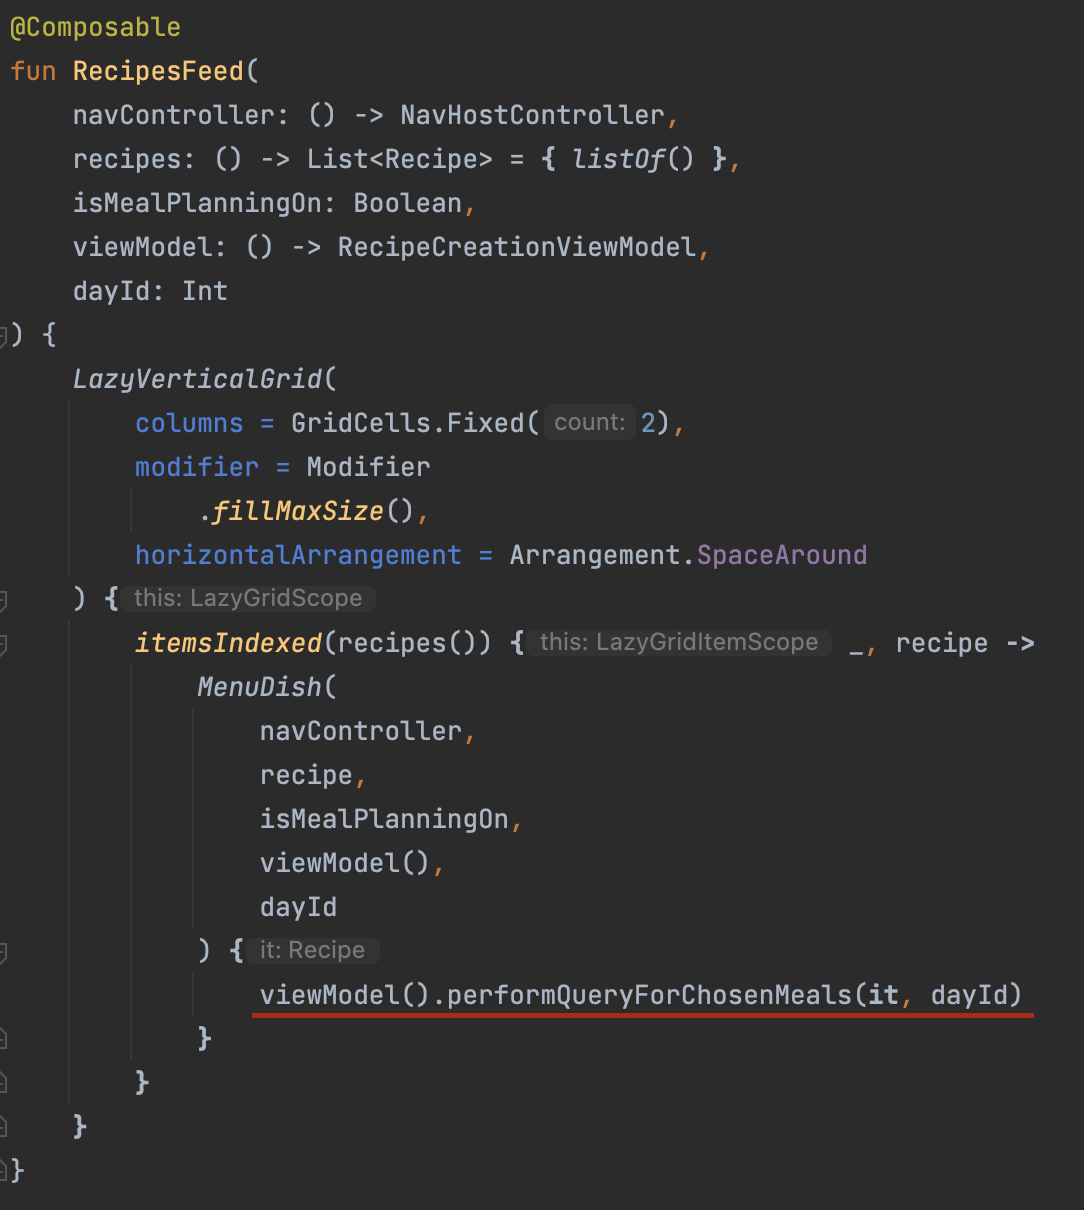 @Composable
fun RecipesFeed(
navController: () -> NavHostController,
recipes: () -> List<Recipe> = { listOf() },
isMealPlanningOn: Boolean,
viewModel: () -> RecipeCreationViewModel,
dayId: Int
) {
LazyVerticalGrid(
columns = GridCells.Fixed( count: 2),
modifier = Modifier
.fillMaxSize(),
horizontalArrangement = Arrangement.SpaceAround
) { this: LazyGridScope
itemsIndexed(recipes()) { this: LazyGridItemScope _, recipe ->
MenuDish(
navController,
recipe,
isMealPlanningOn,
viewModel(),
dayId
) { it: Recipe
viewModel().performQueryForChosenMeals(it, dayId)
}
}
}
}